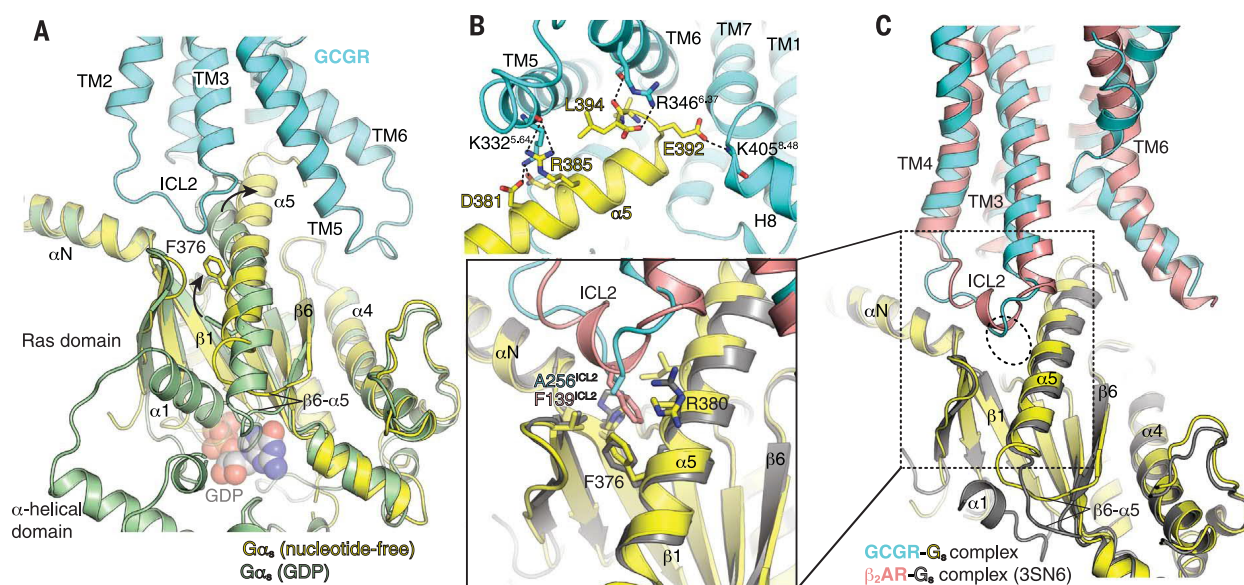 A
GCGR
TM2
TM3
TM6
ICL2
α5
TM5
αN
F376
β6
α4
β1
Ras domain
α1
β6-α5
GDP
α-helical
domain
Gαs (nucleotide-free)
Gαs (GDP)
B
TM6
TM7
TM1
TM5
L394
R346^6.37
K332^5.64
E392
K405^8.48
R385
D381
α5
H8
ICL2
αN
A256^ICL2
F139^ICL2
R380
α5
β6
F376
β1
C
TM4
TM6
TM3
ICL2
αN
α5
β6
β1
α4
α1
β6-α5
GCGR-Gs complex
β2AR-Gs complex (3SN6)